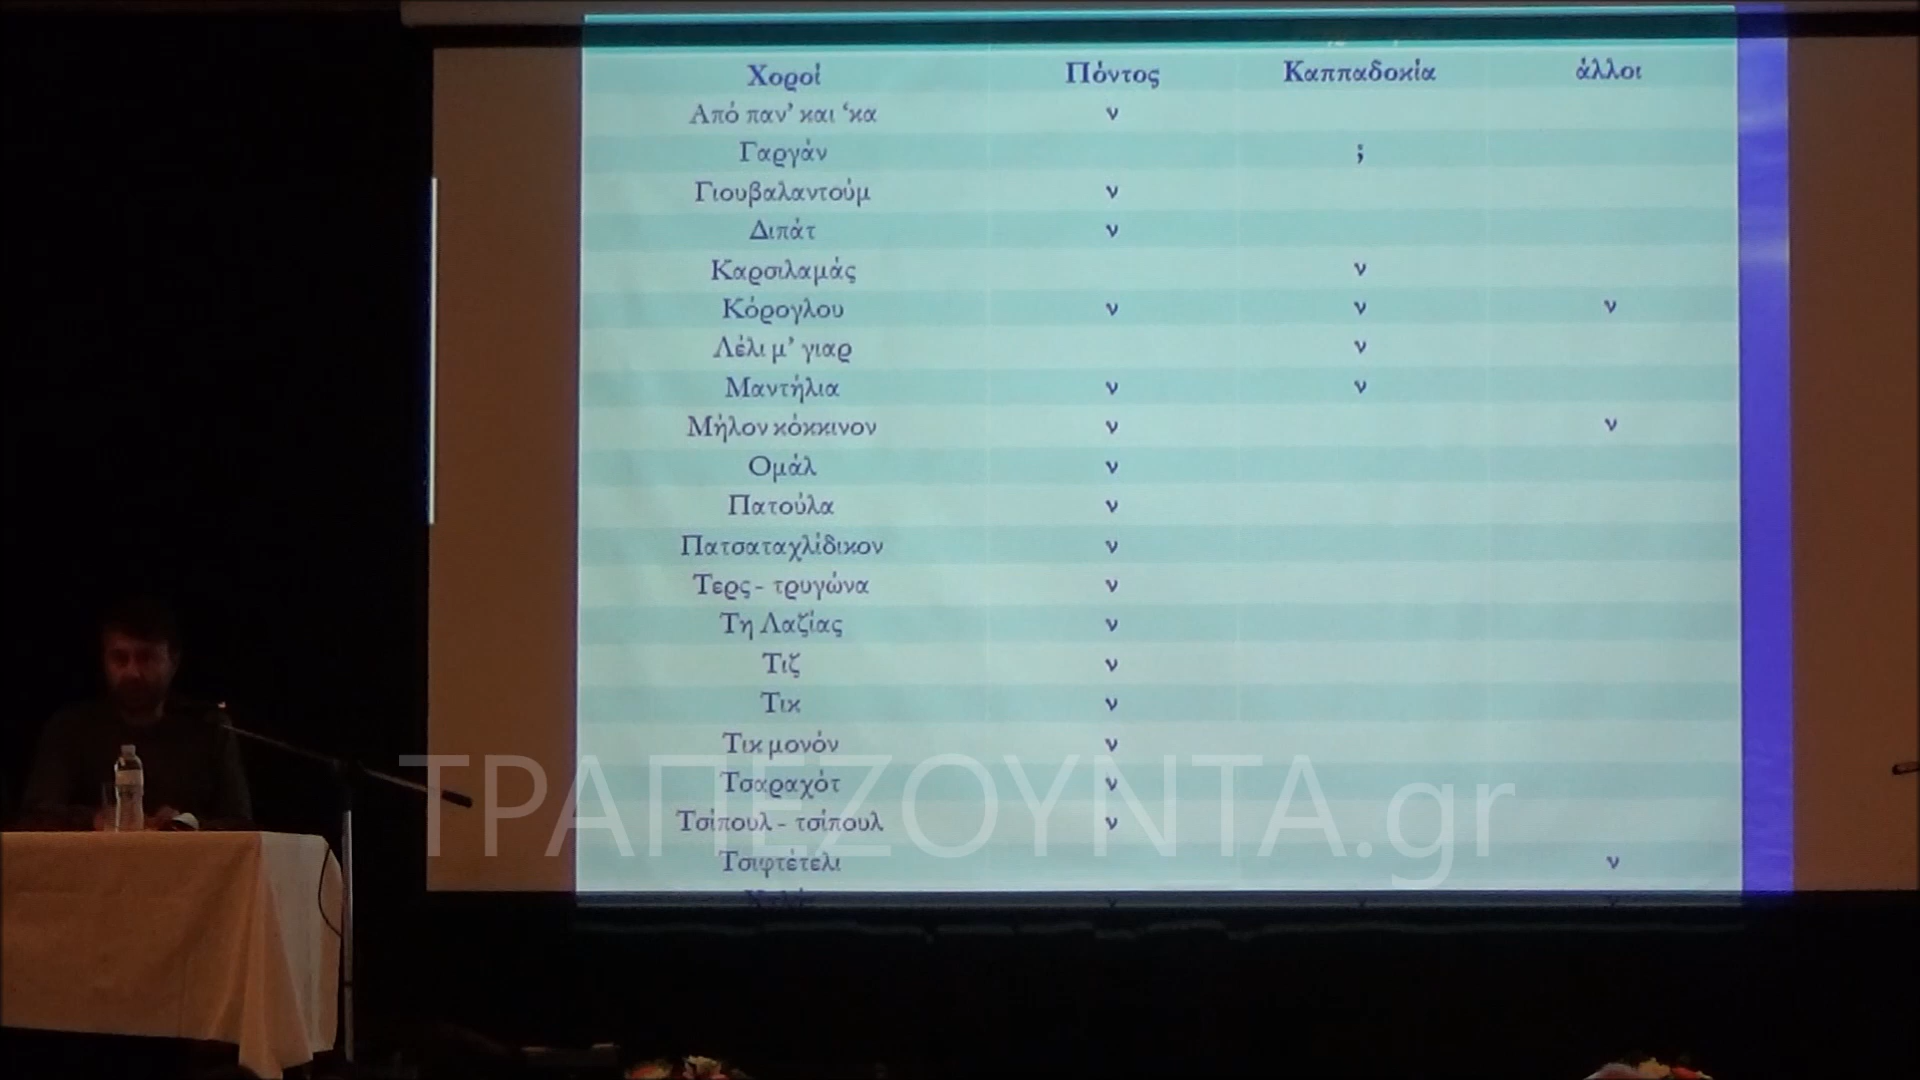 Χοροί Πόντος Καππαδοκία άλλοι
Από παν’ και ‘κα ν
Γαργάν ;
Γιουβαλαντούμ ν
Διπάτ ν
Καρσιλαμάς ν
Κόρογλου ν ν ν
Λέλι μ’ γιαρ ν
Μαντήλια ν ν
Μήλον κόκκινον ν ν
Ομάλ ν
Πατούλα ν
Πατσαταχλίδικον ν
Τερς - τρυγώνα ν
Τη Λαζίας ν
Τιζ ν
Τικ ν
Τικ μονόν ν
Τσαραχότ ν
Τσίπουλ - τσίπουλ ν
Τσιφτέτελι ν
ΤΡΑΠΕΖΟΥΝΤΑ.gr